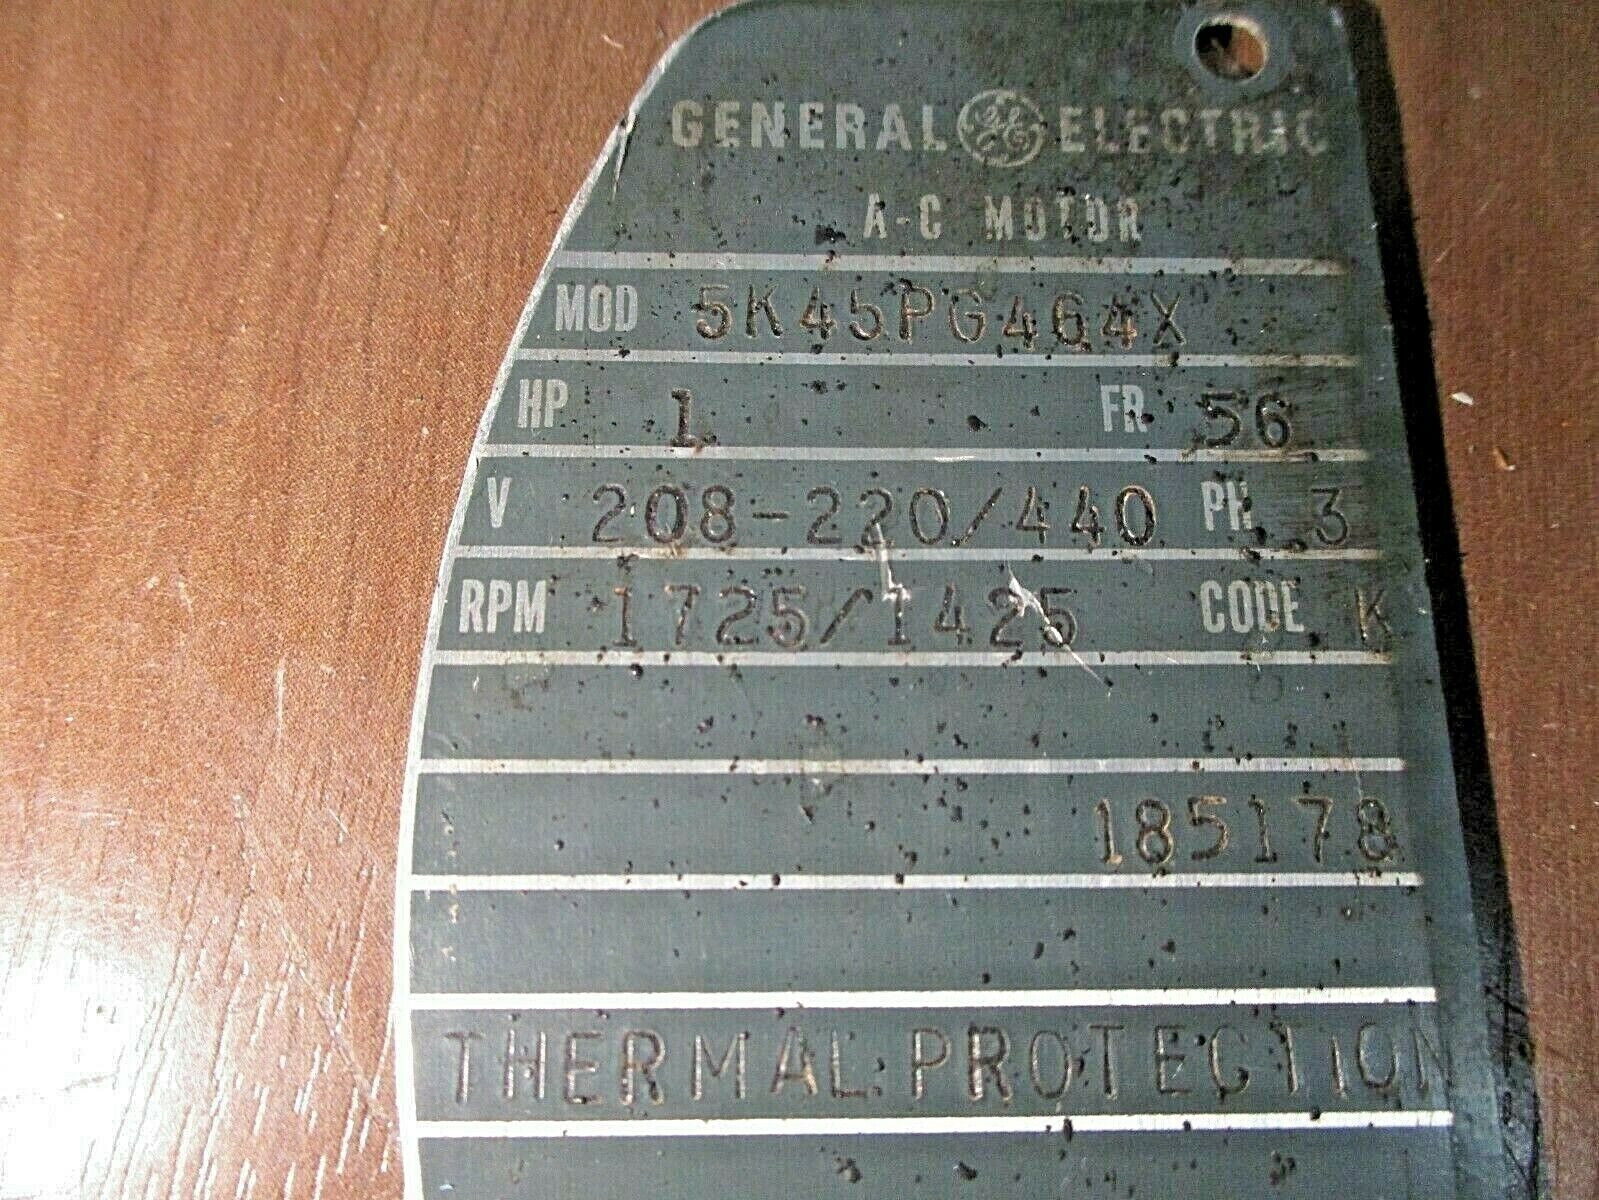 GENERAL GE ELECTRIC
A-C MOTOR
MOD 5K45PG464X
HP 1 FR 56
V 208-220/440 PH 3
RPM 1725/1425 CODE K
185178
THERMAL PROTECTION